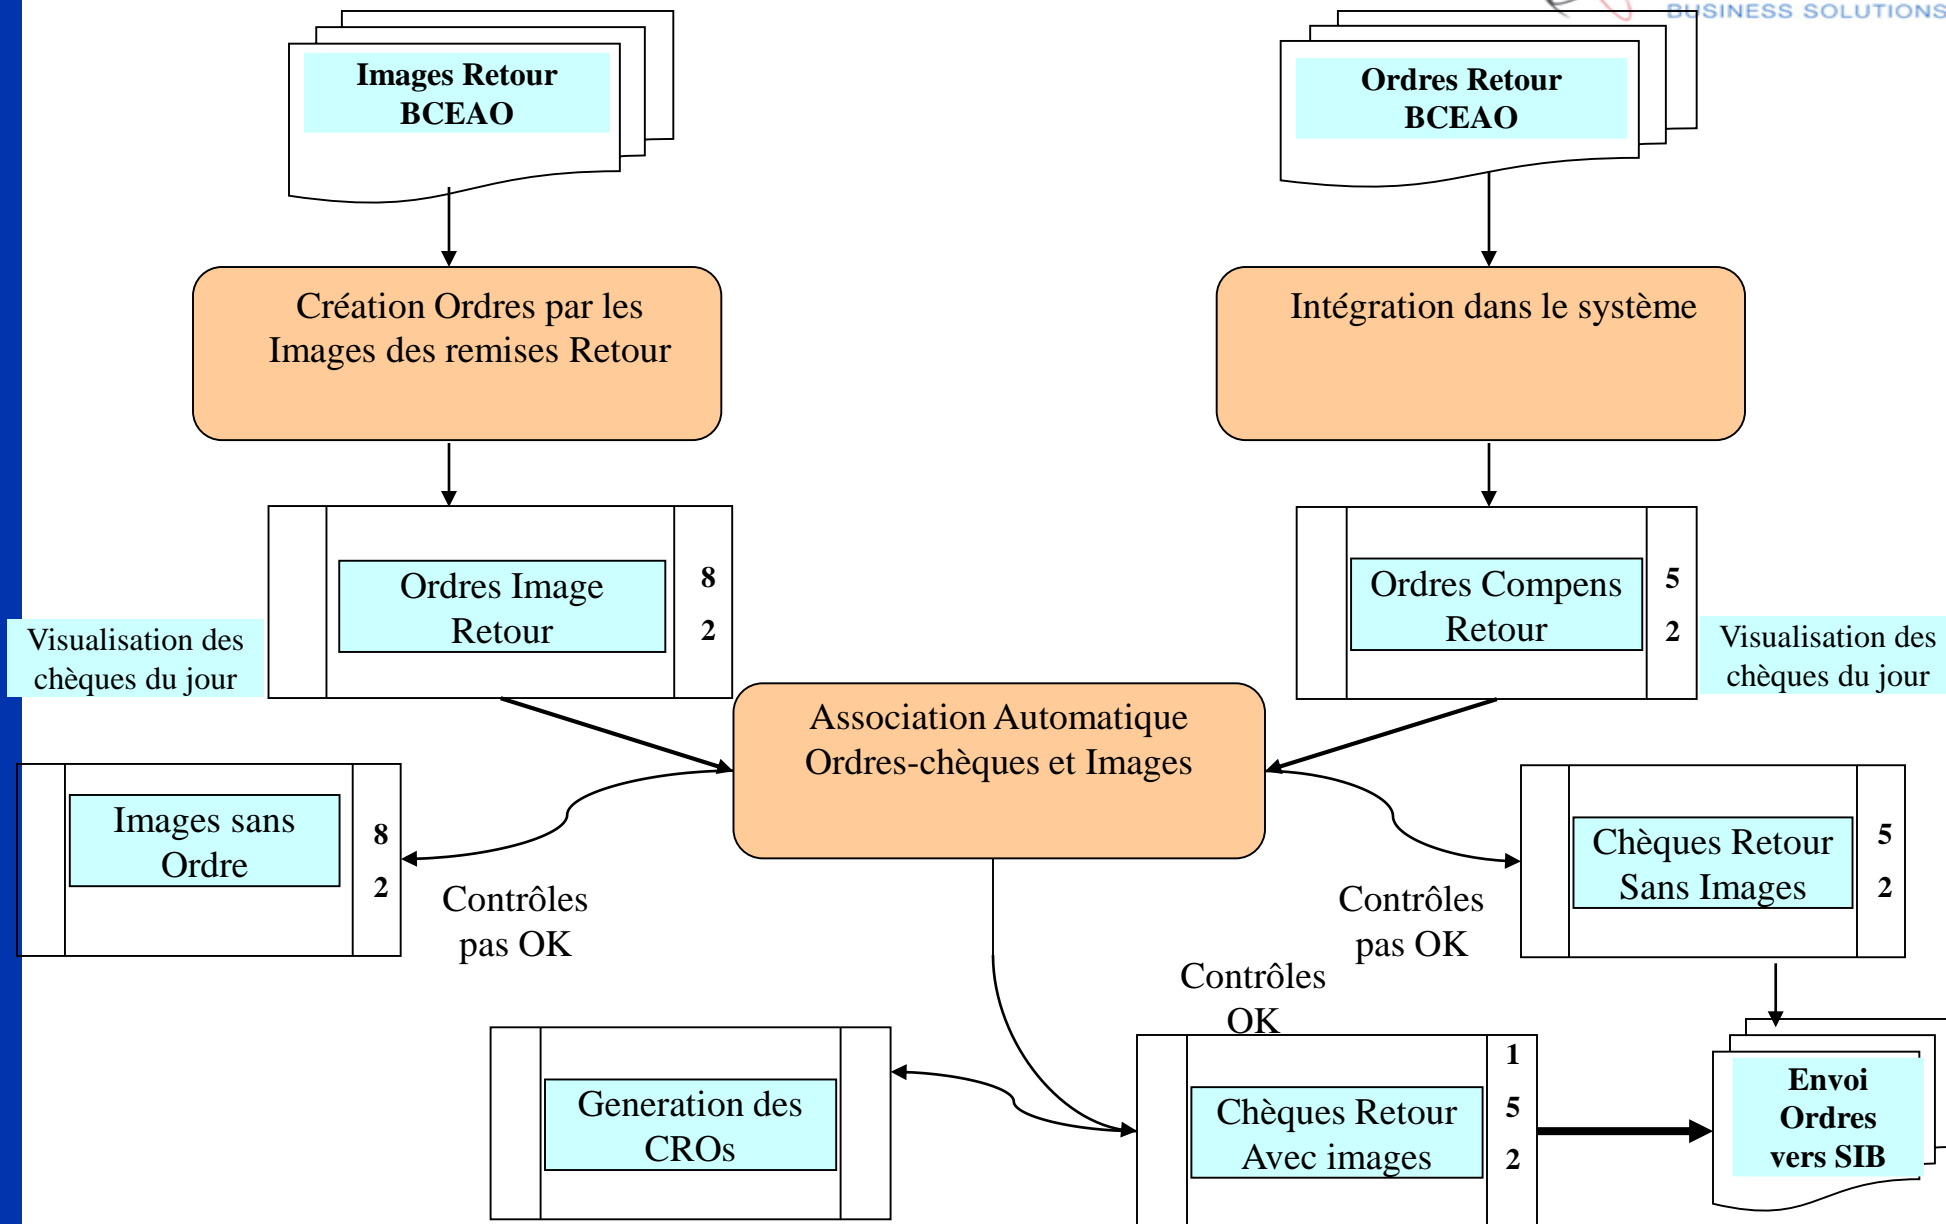 BUSINESS SOLUTIONS
Images Retour
BCEAO
Ordres Retour
BCEAO
Création Ordres par les
Images des remises Retour
Intégration dans le système
Ordres Image
Retour
8
2
Ordres Compens
Retour
5
2
Visualisation des
chèques du jour
Visualisation des
chèques du jour
Association Automatique
Ordres-chèques et Images
Images sans
Ordre
8
2
Chèques Retour
Sans Images
5
2
Contrôles
pas OK
Contrôles
pas OK
Contrôles
OK
Generation des
CROs
Chèques Retour
Avec images
1
5
2
Envoi
Ordres
vers SIB